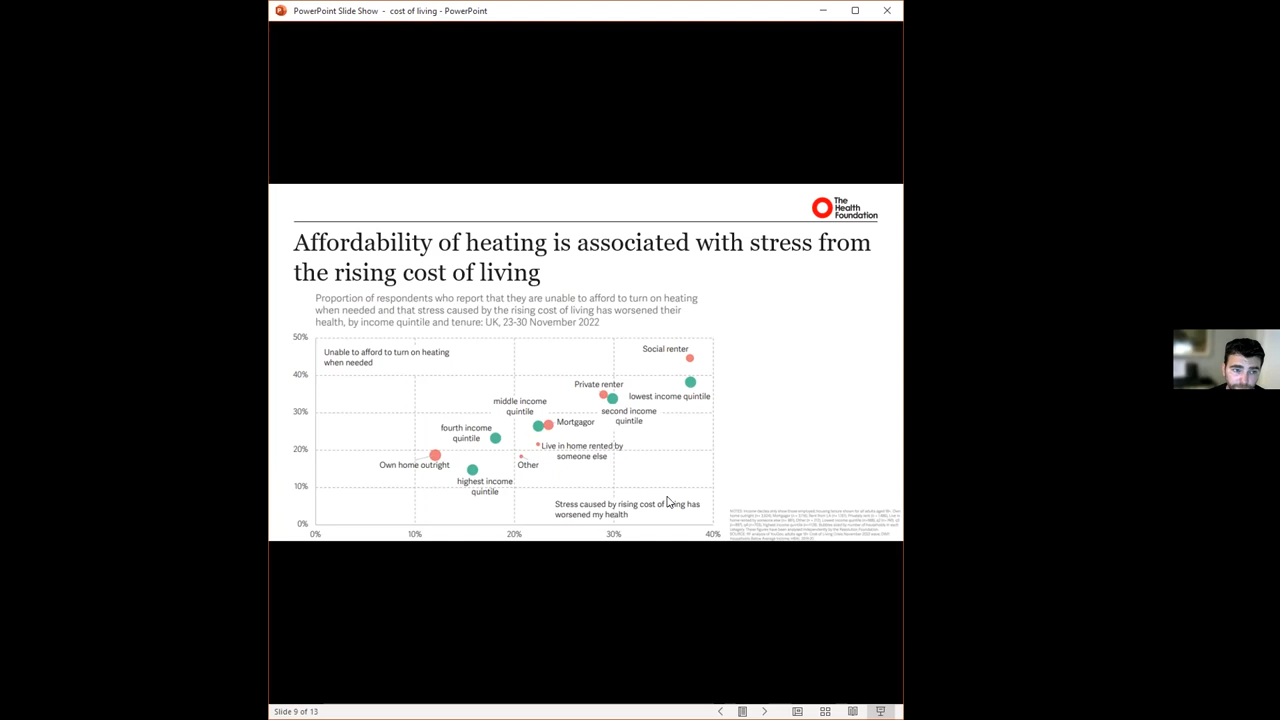 PowerPoint Slide Show - cost of living - PowerPoint
The
Health
Foundation
Affordability of heating is associated with stress from
the rising cost of living
Proportion of respondents who report that they are unable to afford to turn on heating
when needed and that stress caused by the rising cost of living has worsened their
health, by income quintile and tenure: UK, 23-30 November 2022
50%
Unable to afford to turn on heating
when needed
Social renter
40%
Private renter
lowest income quintile
middle income
quintile
second income
quintile
30%
Mortgagor
fourth income
quintile
Live in home rented by
someone else
20%
Own home outright
Other
highest income
quintile
10%
Stress caused by rising cost of living has
worsened my health
0%
0%
10%
20%
30%
40%
Slide 9 of 13